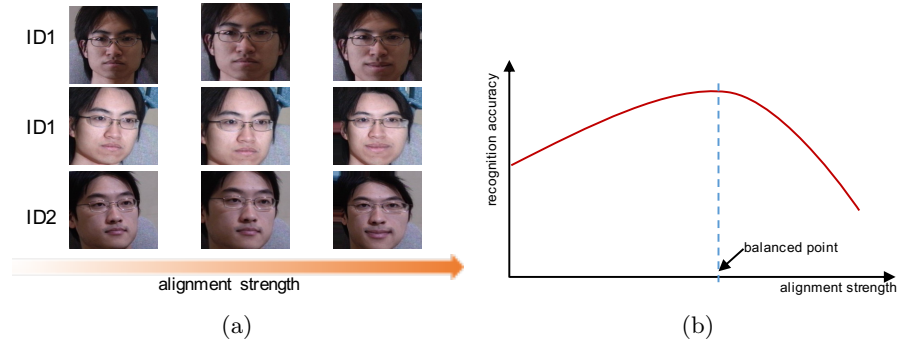 ID1
ID1
ID2
alignment strength
(a)
recognition accuracy
balanced point
alignment strength
(b)